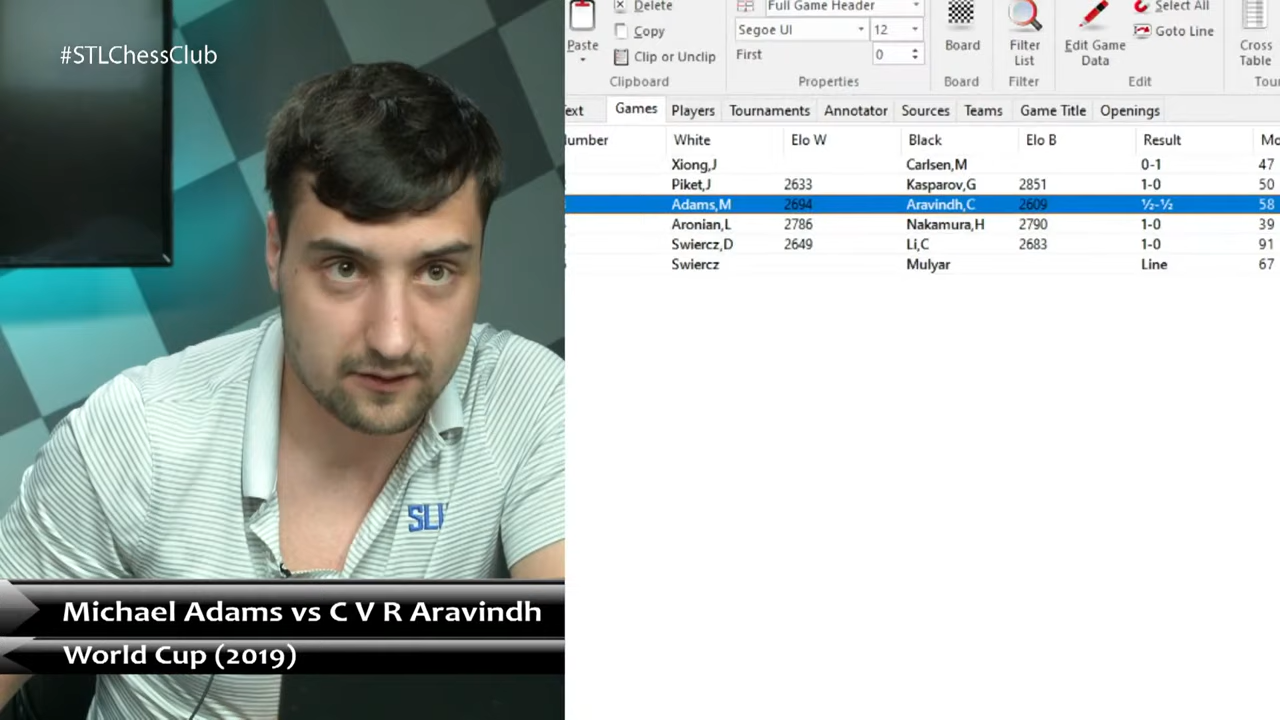 #STLChessClub
SLU
Michael Adams vs C V R Aravindh
World Cup (2019)
Delete
Full Game Header
Select All
Paste
Copy
Segoe UI
12
Board
Filter
List
Edit Game
Data
Goto Line
Cross
Table
Clip or Unclip
First
0
Clipboard
Properties
Board
Filter
Edit
Games
Players
Tournaments
Annotator
Sources
Teams
Game Title
Openings
White
Elo W
Black
Elo B
Result
Xiong,J Carlsen,M 0-1 47
Piket,J 2633 Kasparov,G 2851 1-0 50
Adams,M 2694 Aravindh,C 2609 ½-½ 58
Aronian,L 2786 Nakamura,H 2790 1-0 39
Swiercz,D 2649 Li,C 2683 1-0 91
Swiercz Mulyar Line 67